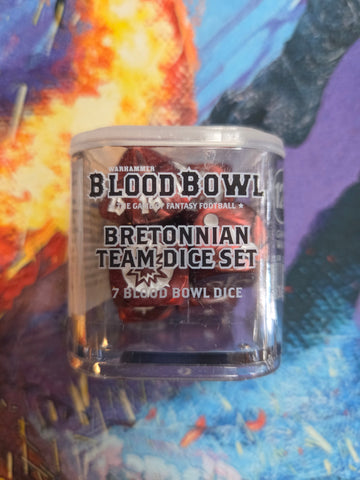 WARHAMMER
BLOOD BOWL
THE GAME OF FANTASY FOOTBALL ★
BRETONNIAN
TEAM DICE SET
7 BLOOD BOWL DICE